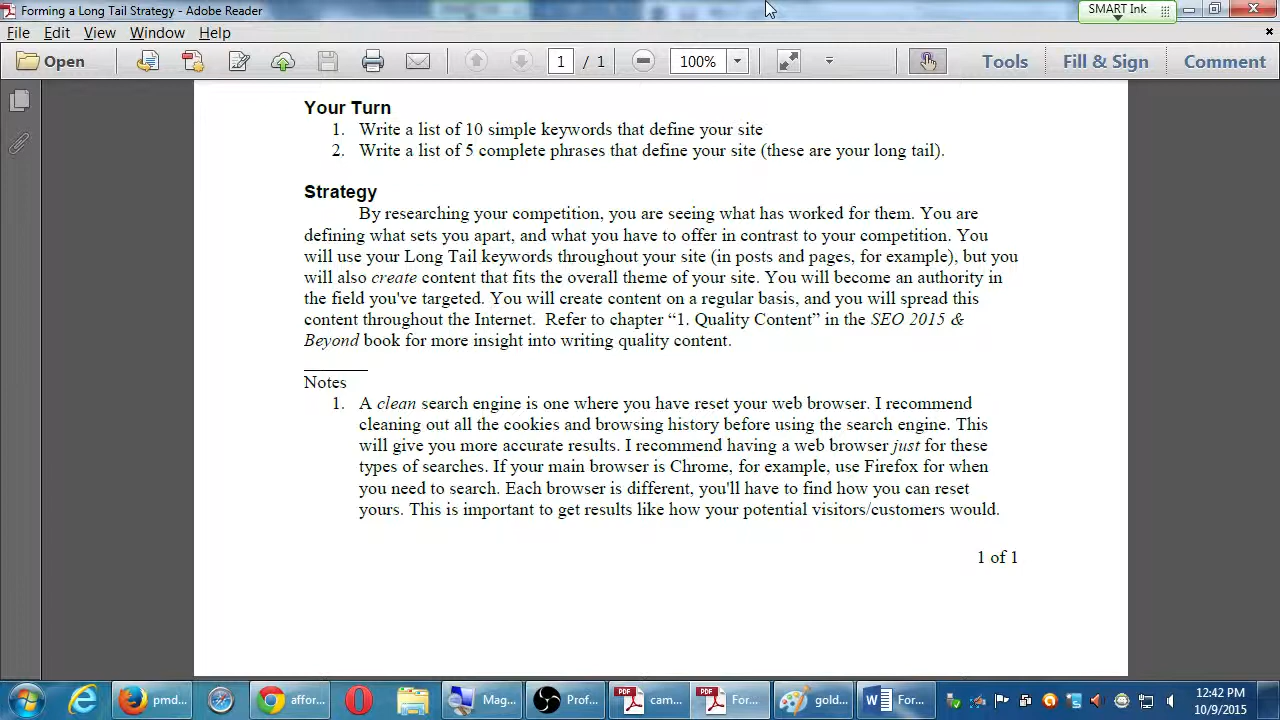 Forming a Long Tail Strategy - Adobe Reader
SMART Ink
File Edit View Window Help
Open
1 / 1
100%
Tools
Fill & Sign
Comment
Your Turn
1. Write a list of 10 simple keywords that define your site
2. Write a list of 5 complete phrases that define your site (these are your long tail).
Strategy
By researching your competition, you are seeing what has worked for them. You are
defining what sets you apart, and what you have to offer in contrast to your competition. You
will use your Long Tail keywords throughout your site (in posts and pages, for example), but you
will also create content that fits the overall theme of your site. You will become an authority in
the field you've targeted. You will create content on a regular basis, and you will spread this
content throughout the Internet. Refer to chapter “1. Quality Content” in the SEO 2015 &
Beyond book for more insight into writing quality content.
Notes
1. A clean search engine is one where you have reset your web browser. I recommend
cleaning out all the cookies and browsing history before using the search engine. This
will give you more accurate results. I recommend having a web browser just for these
types of searches. If your main browser is Chrome, for example, use Firefox for when
you need to search. Each browser is different, you'll have to find how you can reset
yours. This is important to get results like how your potential visitors/customers would.
1 of 1
pmd...
affor...
Mag...
Prof...
PDF
cam...
PDF
For...
gold...
For...
12:42 PM
10/9/2015